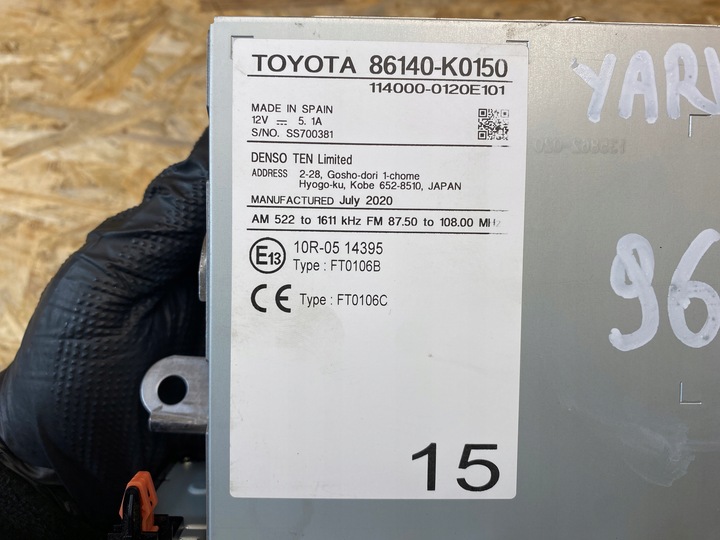 TOYOTA 86140-K0150
114000-0120E101
MADE IN SPAIN
12V ⎓ 5.1A
S/NO. SS700381
DENSO TEN Limited
ADDRESS 2-28, Gosho-dori 1-chome
Hyogo-ku, Kobe 652-8510, JAPAN
MANUFACTURED July 2020
AM 522 to 1611 kHz FM 87.50 to 108.00 MHz
E13 10R-05 14395
Type : FT0106B
CE Type : FT0106C
15
YARI
96